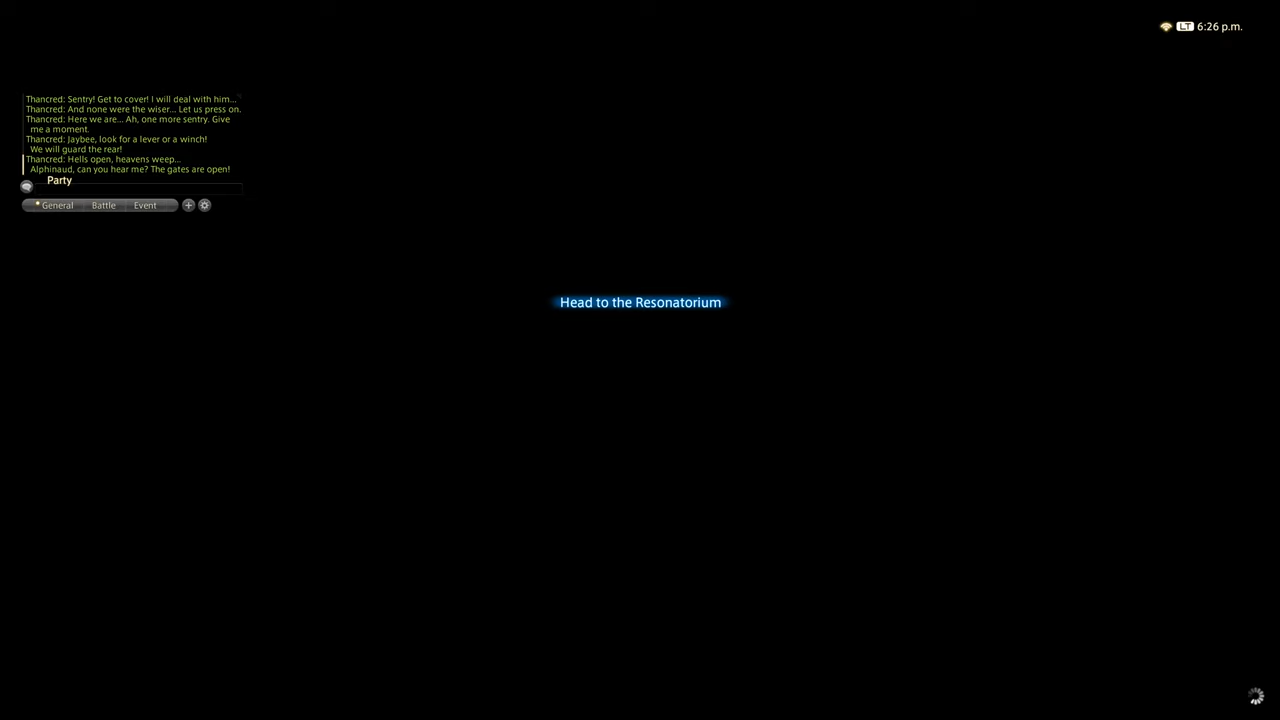 LT 6:26 p.m.
Thancred: Sentry! Get to cover! I will deal with him...
Thancred: And none were the wiser... Let us press on.
Thancred: Here we are... Ah, one more sentry. Give
me a moment.
Thancred: Jaybee, look for a lever or a winch!
We will guard the rear!
Thancred: Hells open, heavens weep...
Alphinaud, can you hear me? The gates are open!
Party
General Battle Event
Head to the Resonatorium